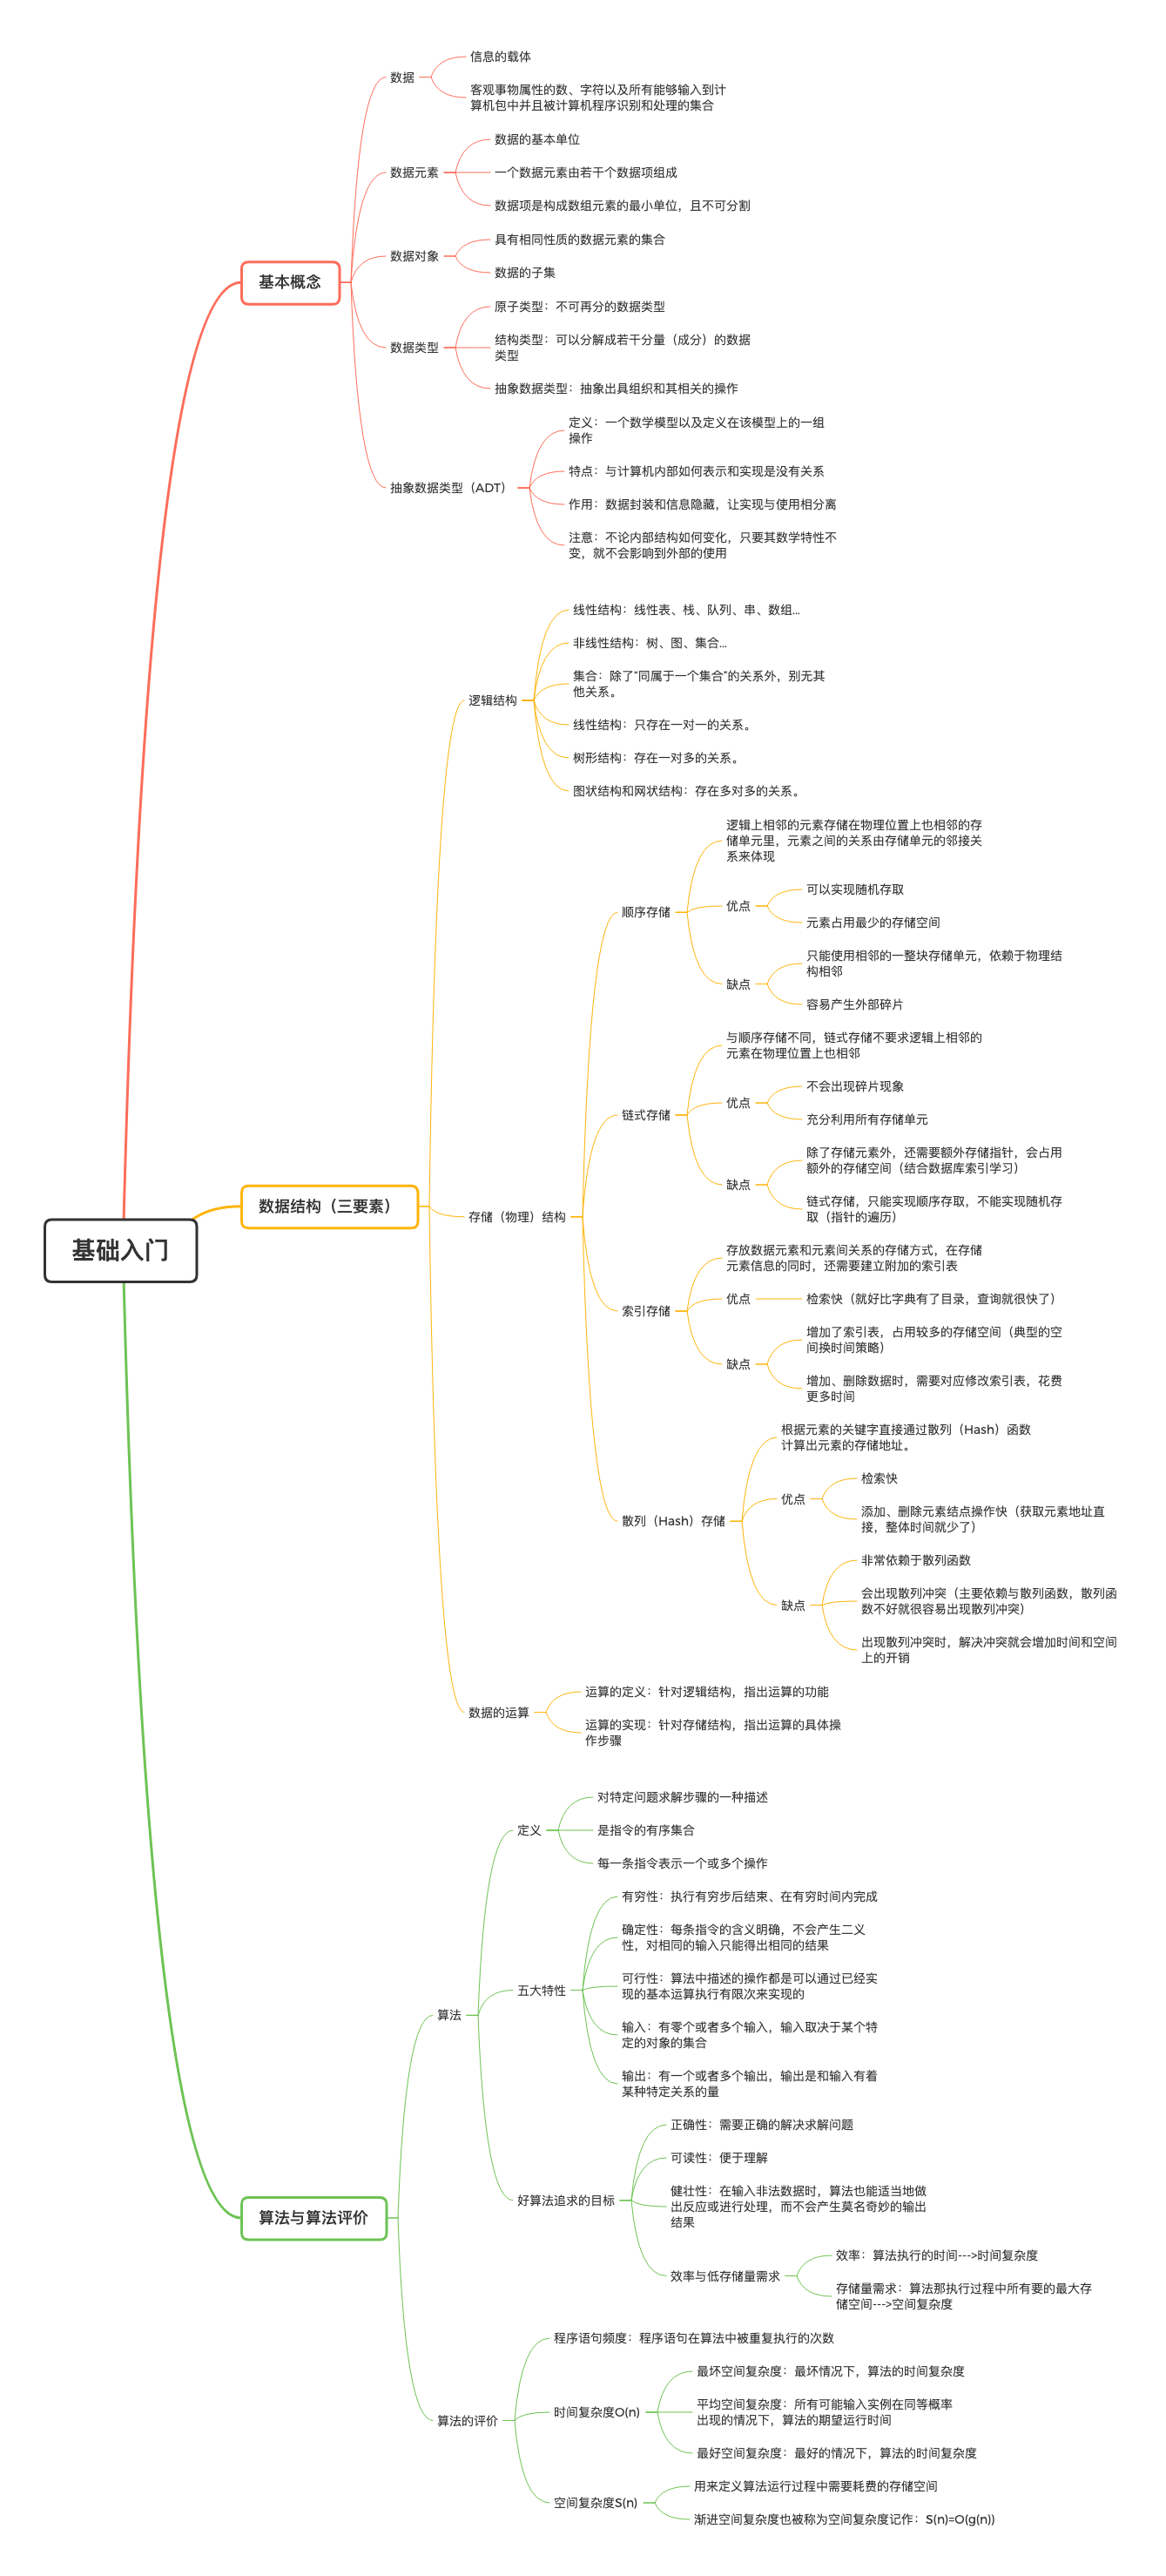 基础入门
基本概念
数据
信息的载体
客观事物属性的数、字符以及所有能够输入到计
算机包中并且被计算机程序识别和处理的集合
数据元素
数据的基本单位
一个数据元素由若干个数据项组成
数据项是构成数组元素的最小单位，且不可分割
数据对象
具有相同性质的数据元素的集合
数据的子集
数据类型
原子类型：不可再分的数据类型
结构类型：可以分解成若干分量（成分）的数据
类型
抽象数据类型：抽象出具组织和其相关的操作
抽象数据类型（ADT）
定义：一个数学模型以及定义在该模型上的一组
操作
特点：与计算机内部如何表示和实现是没有关系
作用：数据封装和信息隐藏，让实现与使用相分离
注意：不论内部结构如何变化，只要其数学特性不
变，就不会影响到外部的使用
数据结构（三要素）
逻辑结构
线性结构：线性表、栈、队列、串、数组...
非线性结构：树、图、集合...
集合：除了“同属于一个集合”的关系外，别无其
他关系。
线性结构：只存在一对一的关系。
树形结构：存在一对多的关系。
图状结构和网状结构：存在多对多的关系。
存储（物理）结构
顺序存储
逻辑上相邻的元素存储在物理位置上也相邻的存
储单元里，元素之间的关系由存储单元的邻接关
系来体现
优点
可以实现随机存取
元素占用最少的存储空间
缺点
只能使用相邻的一整块存储单元，依赖于物理结
构相邻
容易产生外部碎片
链式存储
与顺序存储不同，链式存储不要求逻辑上相邻的
元素在物理位置上也相邻
优点
不会出现碎片现象
充分利用所有存储单元
缺点
除了存储元素外，还需要额外存储指针，会占用
额外的存储空间（结合数据库索引学习）
链式存储，只能实现顺序存取，不能实现随机存
取（指针的遍历）
索引存储
存放数据元素和元素间关系的存储方式，在存储
元素信息的同时，还需要建立附加的索引表
优点
检索快（就好比字典有了目录，查询就很快了）
缺点
增加了索引表，占用较多的存储空间（典型的空
间换时间策略）
增加、删除数据时，需要对应修改索引表，花费
更多时间
散列（Hash）存储
根据元素的关键字直接通过散列（Hash）函数
计算出元素的存储地址。
优点
检索快
添加、删除元素结点操作快（获取元素地址直
接，整体时间就少了）
缺点
非常依赖于散列函数
会出现散列冲突（主要依赖与散列函数，散列函
数不好就很容易出现散列冲突）
出现散列冲突时，解决冲突就会增加时间和空间
上的开销
数据的运算
运算的定义：针对逻辑结构，指出运算的功能
运算的实现：针对存储结构，指出运算的具体操
作步骤
算法与算法评价
算法
定义
对特定问题求解步骤的一种描述
是指令的有序集合
每一条指令表示一个或多个操作
五大特性
有穷性：执行有穷步后结束、在有穷时间内完成
确定性：每条指令的含义明确，不会产生二义
性，对相同的输入只能得出相同的结果
可行性：算法中描述的操作都是可以通过已经实
现的基本运算执行有限次来实现的
输入：有零个或者多个输入，输入取决于某个特
定的对象的集合
输出：有一个或者多个输出，输出是和输入有着
某种特定关系的量
好算法追求的目标
正确性：需要正确的解决求解问题
可读性：便于理解
健壮性：在输入非法数据时，算法也能适当地做
出反应或进行处理，而不会产生莫名奇妙的输出
结果
效率与低存储量需求
效率：算法执行的时间--->时间复杂度
存储量需求：算法那执行过程中所有要的最大存
储空间--->空间复杂度
算法的评价
程序语句频度：程序语句在算法中被重复执行的次数
时间复杂度O(n)
最坏空间复杂度：最坏情况下，算法的时间复杂度
平均空间复杂度：所有可能输入实例在同等概率
出现的情况下，算法的期望运行时间
最好空间复杂度：最好的情况下，算法的时间复杂度
空间复杂度S(n)
用来定义算法运行过程中需要耗费的存储空间
渐进空间复杂度也被称为空间复杂度记作：S(n)=O(g(n))